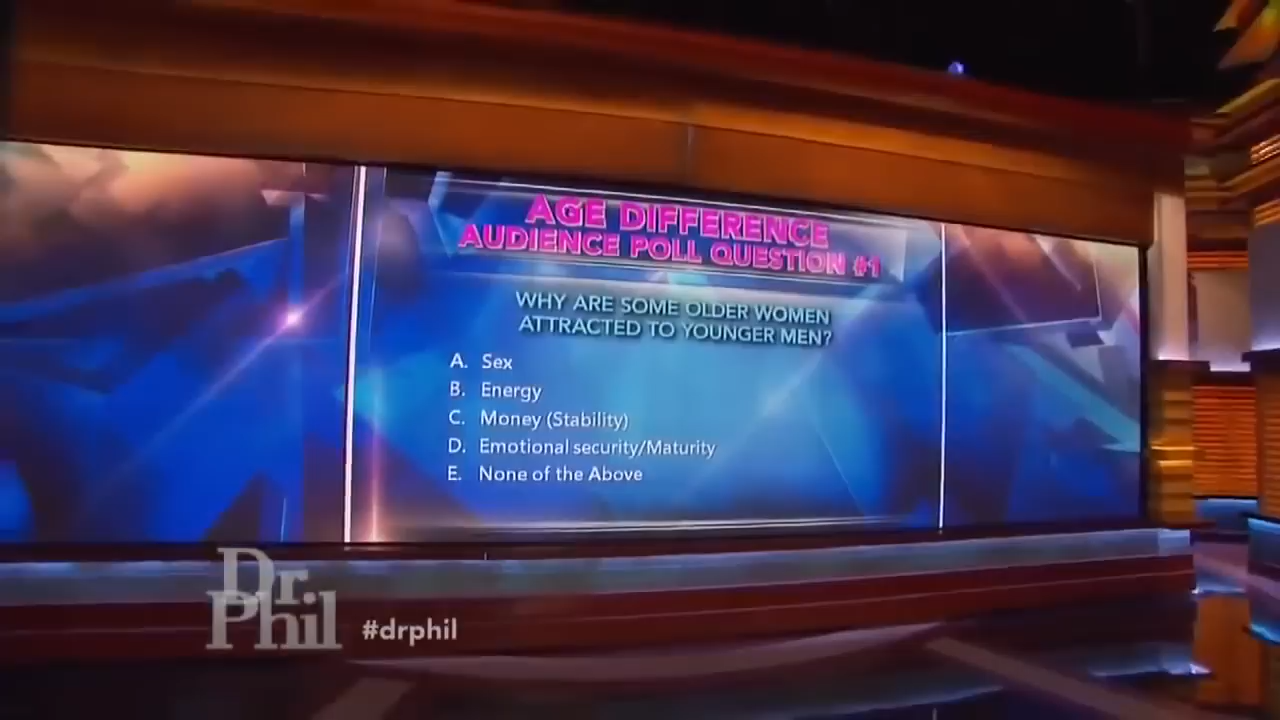 AGE DIFFERENCE
AUDIENCE POLL QUESTION #1
WHY ARE SOME OLDER WOMEN
ATTRACTED TO YOUNGER MEN?
A. Sex
B. Energy
C. Money (Stability)
D. Emotional security/Maturity
E. None of the Above
Dr.
Phil
#drphil